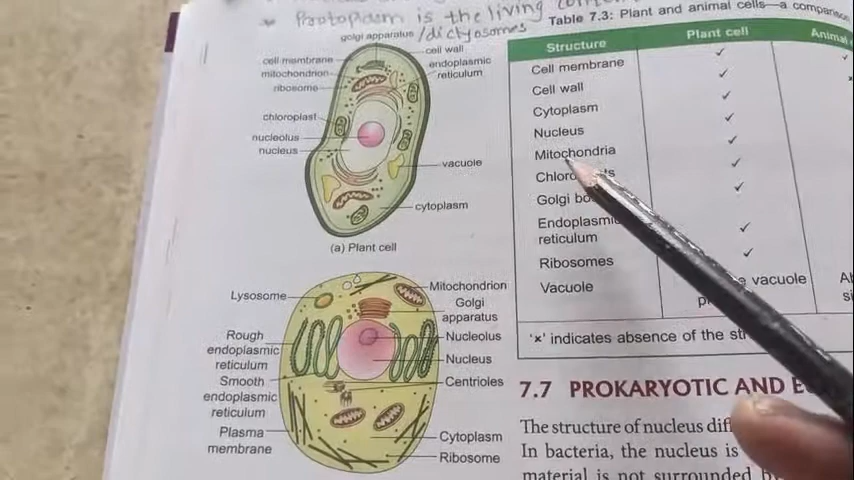 Protoplasm is the living
/dictyosomes
Table 7.3: Plant and animal cells—a comparison
Structure Plant cell Animal
Cell membrane ✓
Cell wall ✓ ×
Cytoplasm ✓
Nucleus ✓
Mitochondria ✓
✓
Golgi
Endoplasmic ✓
reticulum
Ribosomes ✓
Vacuole vacuole
'×' indicates absence of the
golgi apparatus
cell membrane
mitochondrion
ribosome
chloroplast
nucleolus
nucleus
cell wall
endoplasmic
reticulum
vacuole
cytoplasm
(a) Plant cell
Lysosome
Rough
endoplasmic
reticulum
Smooth
endoplasmic
reticulum
Plasma
membrane
Mitochondrion
Golgi
apparatus
Nucleolus
Nucleus
Centrioles
Cytoplasm
Ribosome
7.7 PROKARYOTIC AND
The structure of nucleus
In bacteria, the nucleus is
material is not surrounded